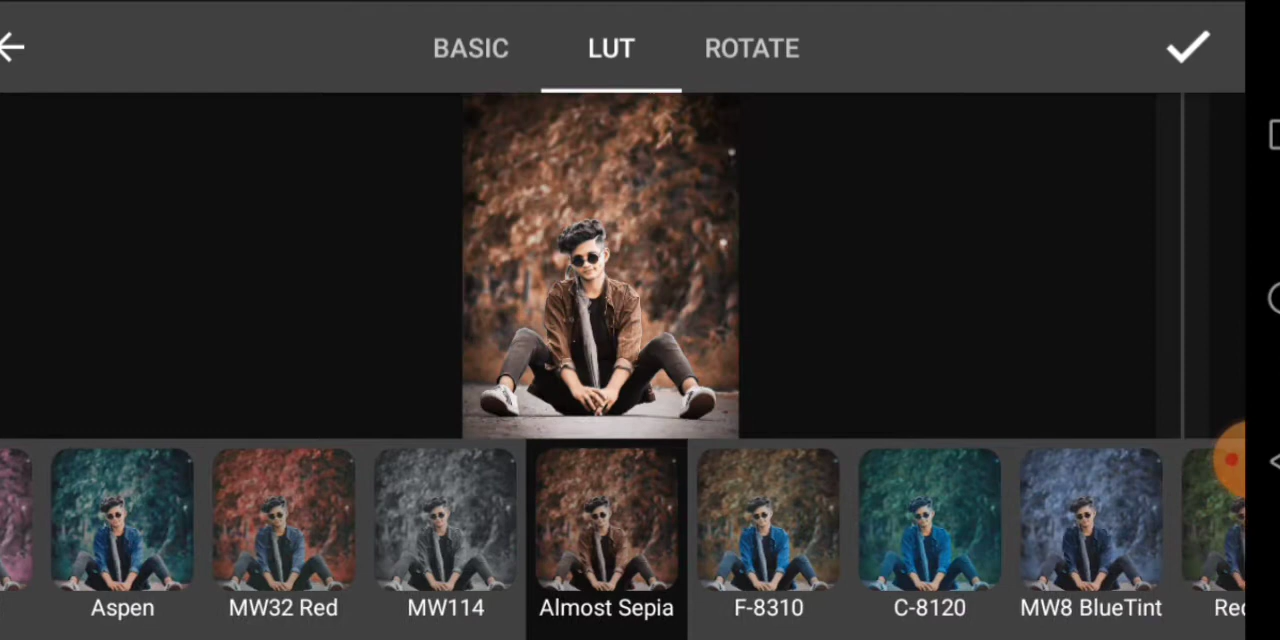 BASIC
LUT
ROTATE
Aspen
MW32 Red
MW114
Almost Sepia
F-8310
C-8120
MW8 BlueTint